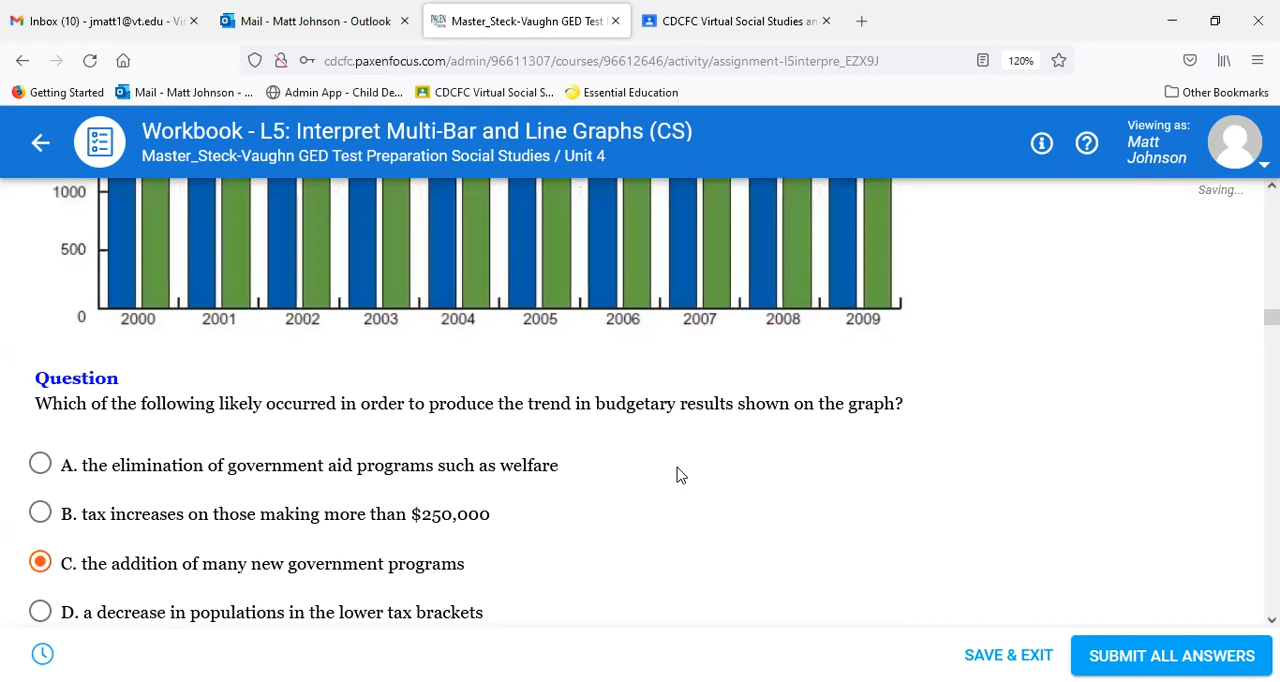 Inbox (10) - jmatt1@vt.edu - Vir
Mail - Matt Johnson - Outlook
PAXEN Master_Steck-Vaughn GED Test
CDCFC Virtual Social Studies an
cdcfc.paxenfocus.com/admin/96611307/courses/96612646/activity/assignment-l5interpre_EZX9J
120%
Getting Started
Mail - Matt Johnson - ...
Admin App - Child De...
CDCFC Virtual Social S...
Essential Education
Other Bookmarks
Workbook - L5: Interpret Multi-Bar and Line Graphs (CS)
Master_Steck-Vaughn GED Test Preparation Social Studies / Unit 4
Viewing as:
Matt
Johnson
Saving...
1000
500
0
2000 2001 2002 2003 2004 2005 2006 2007 2008 2009
Question
Which of the following likely occurred in order to produce the trend in budgetary results shown on the graph?
A. the elimination of government aid programs such as welfare
B. tax increases on those making more than $250,000
C. the addition of many new government programs
D. a decrease in populations in the lower tax brackets
SAVE & EXIT
SUBMIT ALL ANSWERS